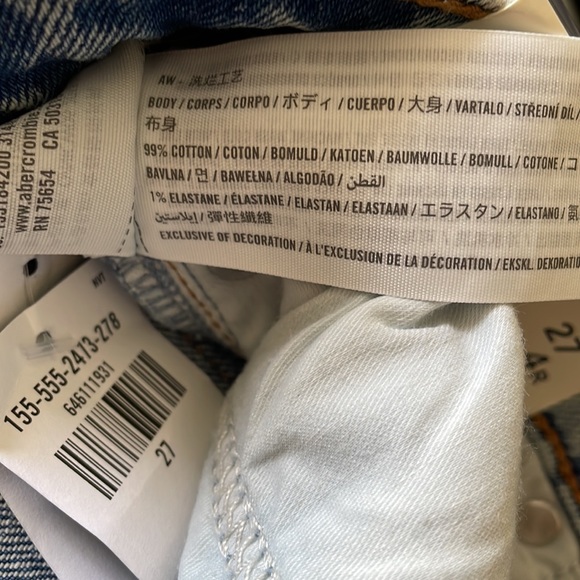 AW - 洗烂工艺
BODY / CORPS / CORPO / ボディ / CUERPO / 大身 / VARTALO / STŘEDNÍ DÍL /
布身
99% COTTON / COTON / BOMULD / KATOEN / BAUMWOLLE / BOMULL / COTONE / コ
BAVLNA / 면 / BAWEŁNA / ALGODÃO / القطن
1% ELASTANE / ÉLASTANE / ELASTAN / ELASTAAN / エラスタン / ELASTANO /
إيلاستين / 彈性纖維
EXCLUSIVE OF DECORATION / À L'EXCLUSION DE LA DÉCORATION / EKSKL. DEKORATIO
www.abercrombie
RN 75654 CA 503
NVT
155-555-2413-278
646111931
27
27
4R